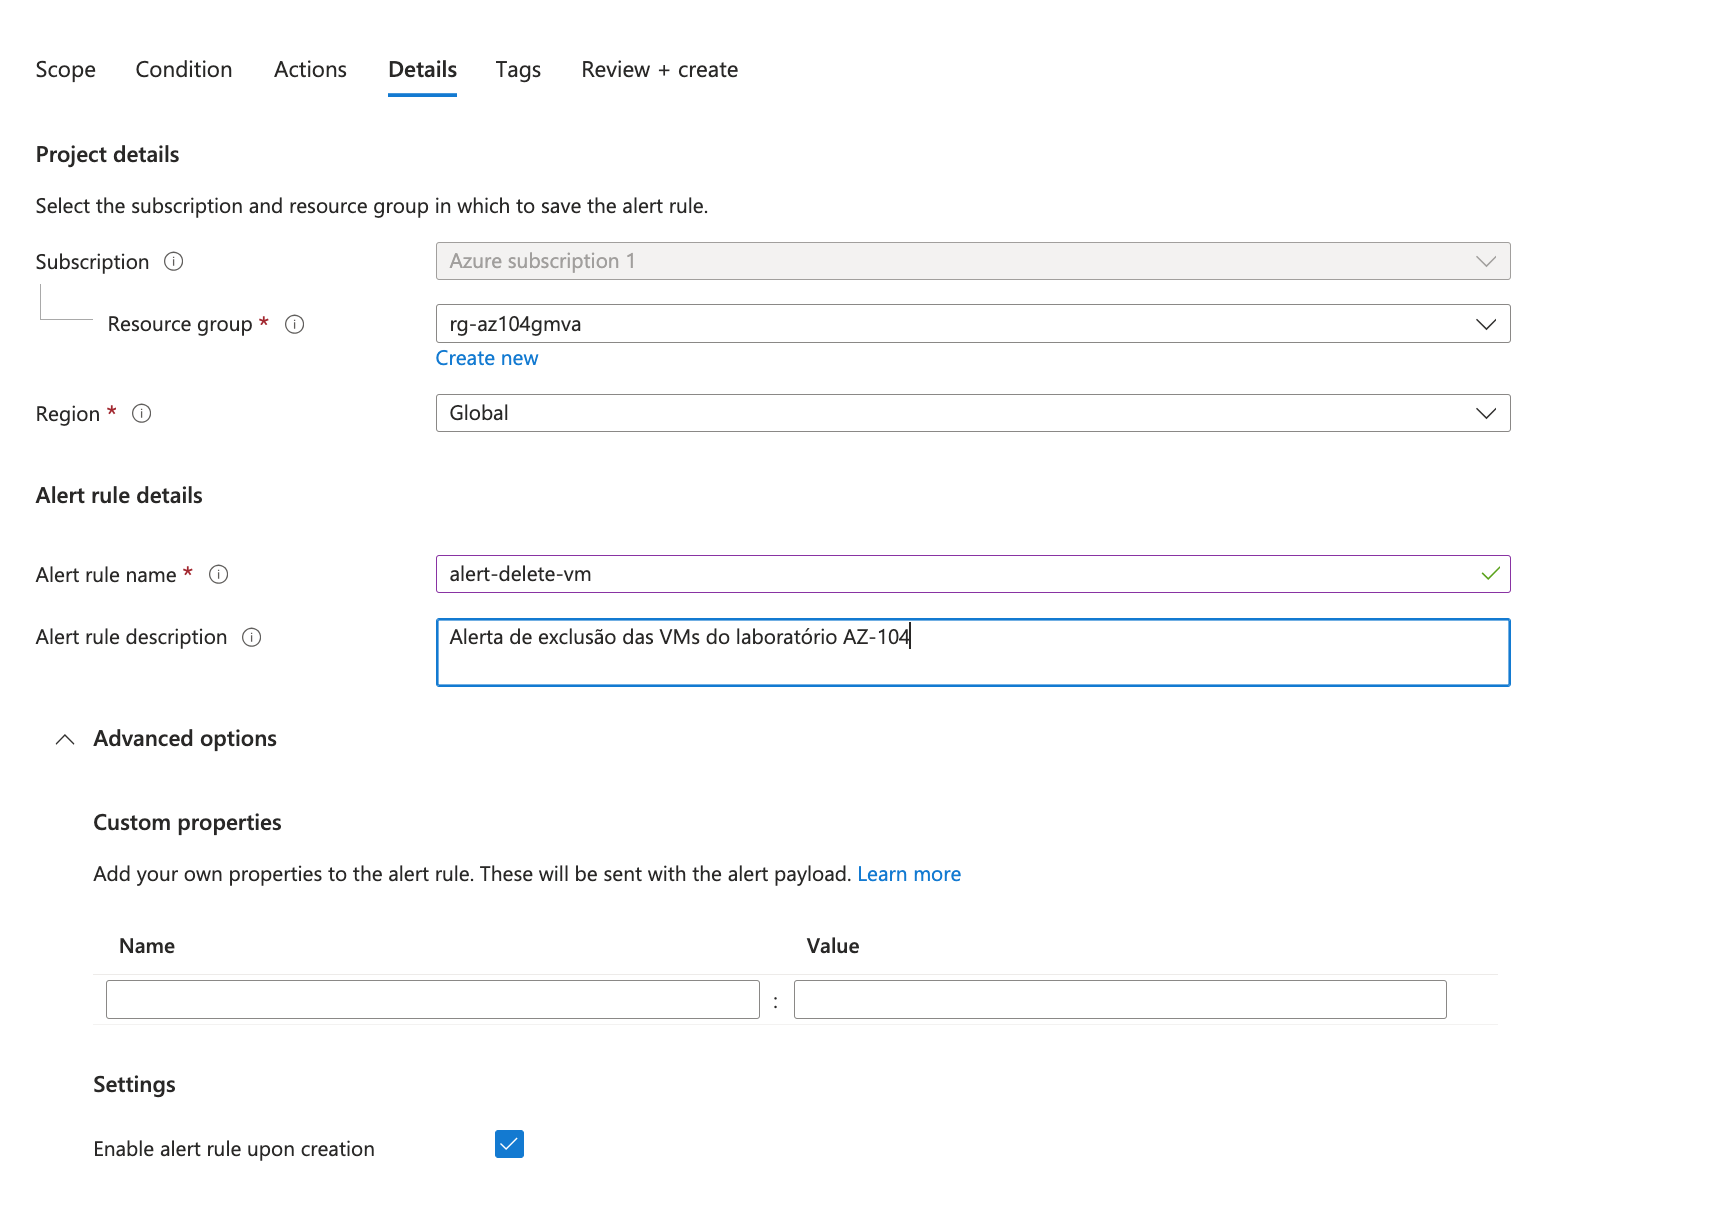 Scope Condition Actions Details Tags Review + create
Project details
Select the subscription and resource group in which to save the alert rule.
Subscription Azure subscription 1
Resource group * rg-az104gmva
Create new
Region * Global
Alert rule details
Alert rule name * alert-delete-vm
Alert rule description Alerta de exclusão das VMs do laboratório AZ-104
Advanced options
Custom properties
Add your own properties to the alert rule. These will be sent with the alert payload. Learn more
Name Value
:
Settings
Enable alert rule upon creation